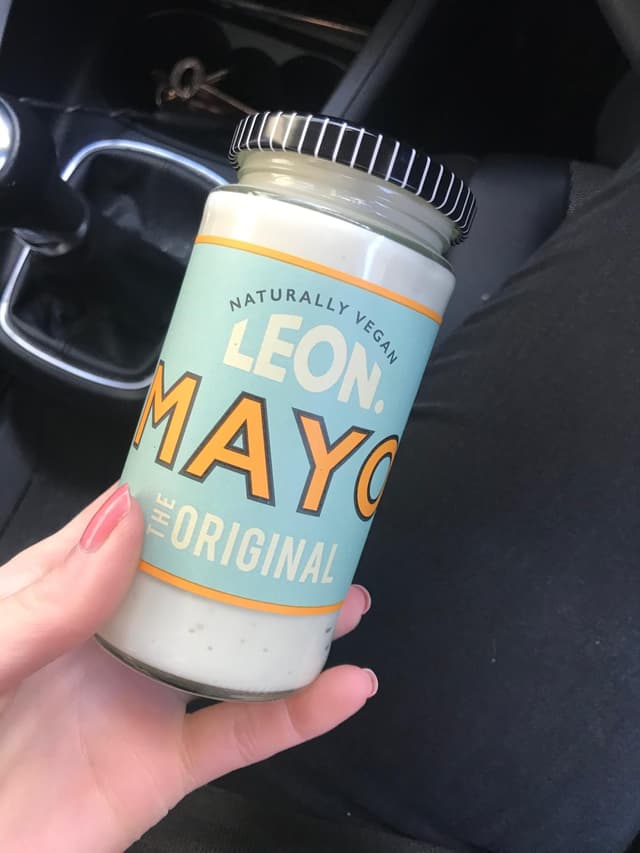 NATURALLY VEGAN
LEON.
MAYO
THE ORIGINAL